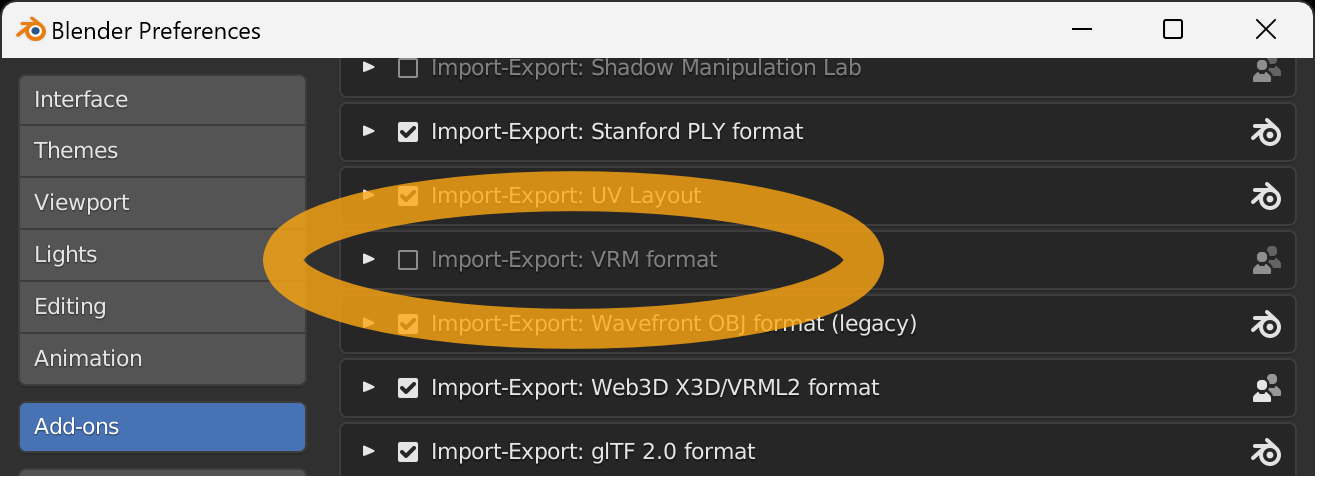 Blender Preferences
Interface
Themes
Viewport
Lights
Editing
Animation
Add-ons
Import-Export: Shadow Manipulation Lab
Import-Export: Stanford PLY format
Import-Export: UV Layout
Import-Export: VRM format
Import-Export: Wavefront OBJ format (legacy)
Import-Export: Web3D X3D/VRML2 format
Import-Export: glTF 2.0 format